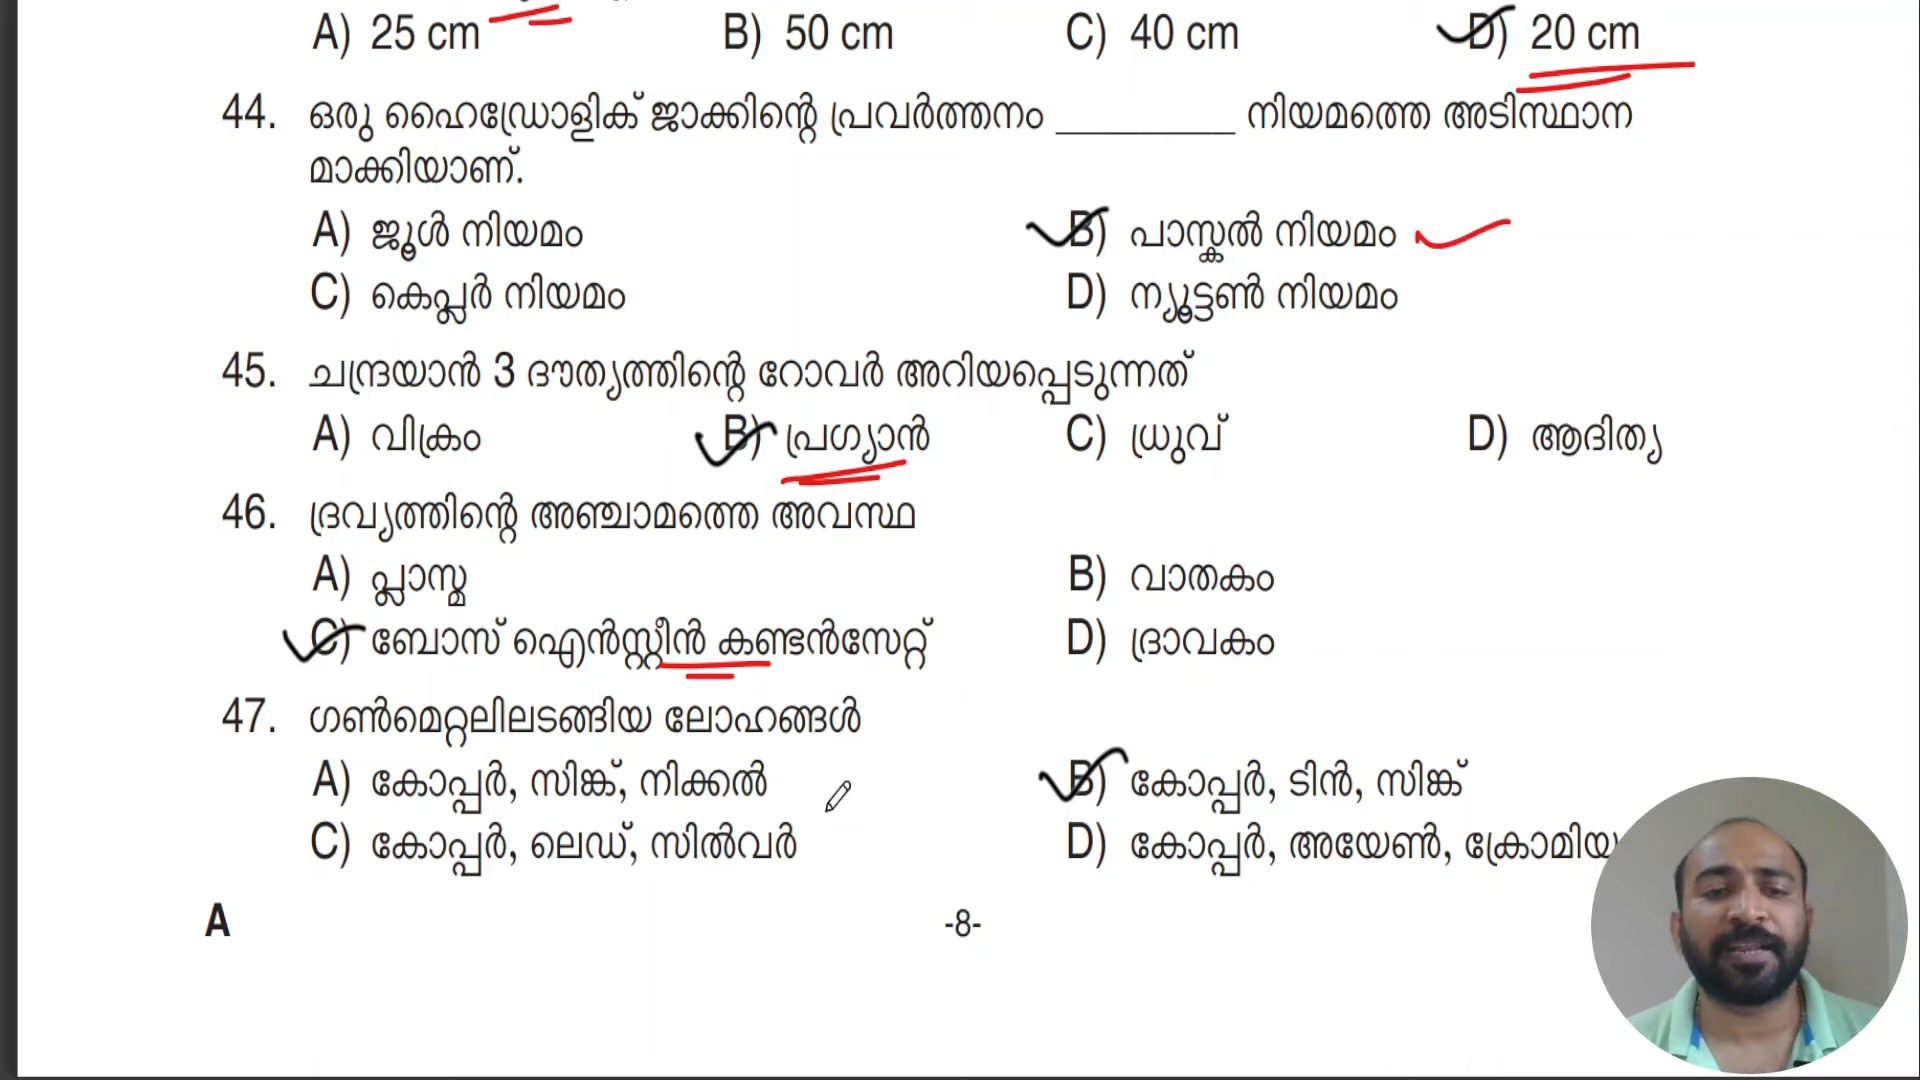 A) 25 cm B) 50 cm C) 40 cm D) 20 cm
44. ഒരു ഹൈഡ്രോളിക് ജാക്കിന്റെ പ്രവർത്തനം ________ നിയമത്തെ അടിസ്ഥാന
മാക്കിയാണ്.
A) ജൂൾ നിയമം B) പാസ്കൽ നിയമം
C) കെപ്ലർ നിയമം D) ന്യൂട്ടൺ നിയമം
45. ചന്ദ്രയാൻ 3 ദൗത്യത്തിന്റെ റോവർ അറിയപ്പെടുന്നത്
A) വിക്രം B) പ്രഗ്യാൻ C) ധ്രുവ് D) ആദിത്യ
46. ദ്രവ്യത്തിന്റെ അഞ്ചാമത്തെ അവസ്ഥ
A) പ്ലാസ്മ B) വാതകം
C) ബോസ് ഐൻസ്റ്റീൻ കണ്ടൻസേറ്റ് D) ദ്രാവകം
47. ഗൺമെറ്റലിലടങ്ങിയ ലോഹങ്ങൾ
A) കോപ്പർ, സിങ്ക്, നിക്കൽ B) കോപ്പർ, ടിൻ, സിങ്ക്
C) കോപ്പർ, ലെഡ്, സിൽവർ D) കോപ്പർ, അയേൺ,
A -8-